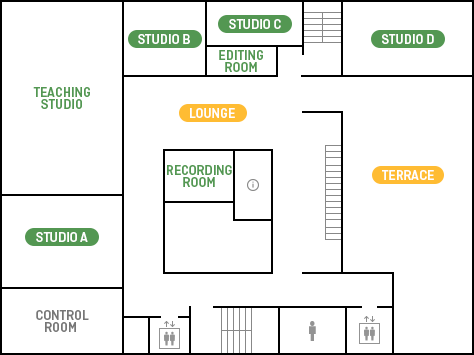 STUDIO B
STUDIO C
STUDIO D
EDITING
ROOM
TEACHING
STUDIO
LOUNGE
RECORDING
ROOM
TERRACE
i
STUDIO A
CONTROL
ROOM